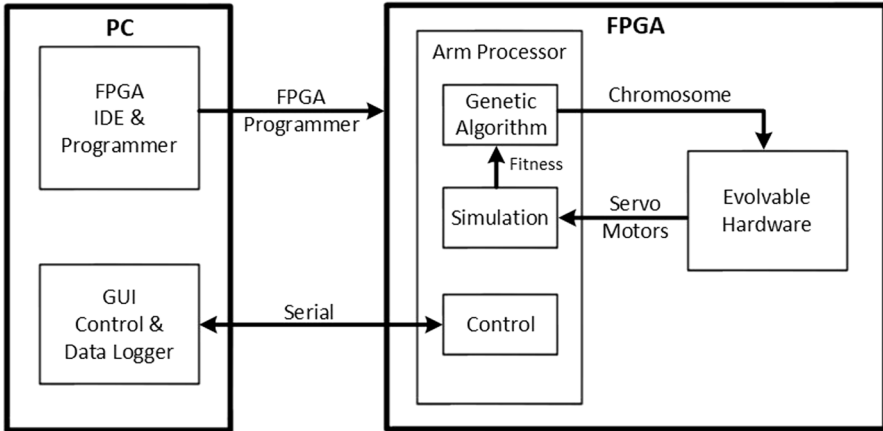 PC
FPGA
IDE &
Programmer
GUI
Control &
Data Logger
FPGA
Programmer
Serial
FPGA
Arm Processor
Genetic
Algorithm
Fitness
Simulation
Control
Chromosome
Servo
Motors
Evolvable
Hardware